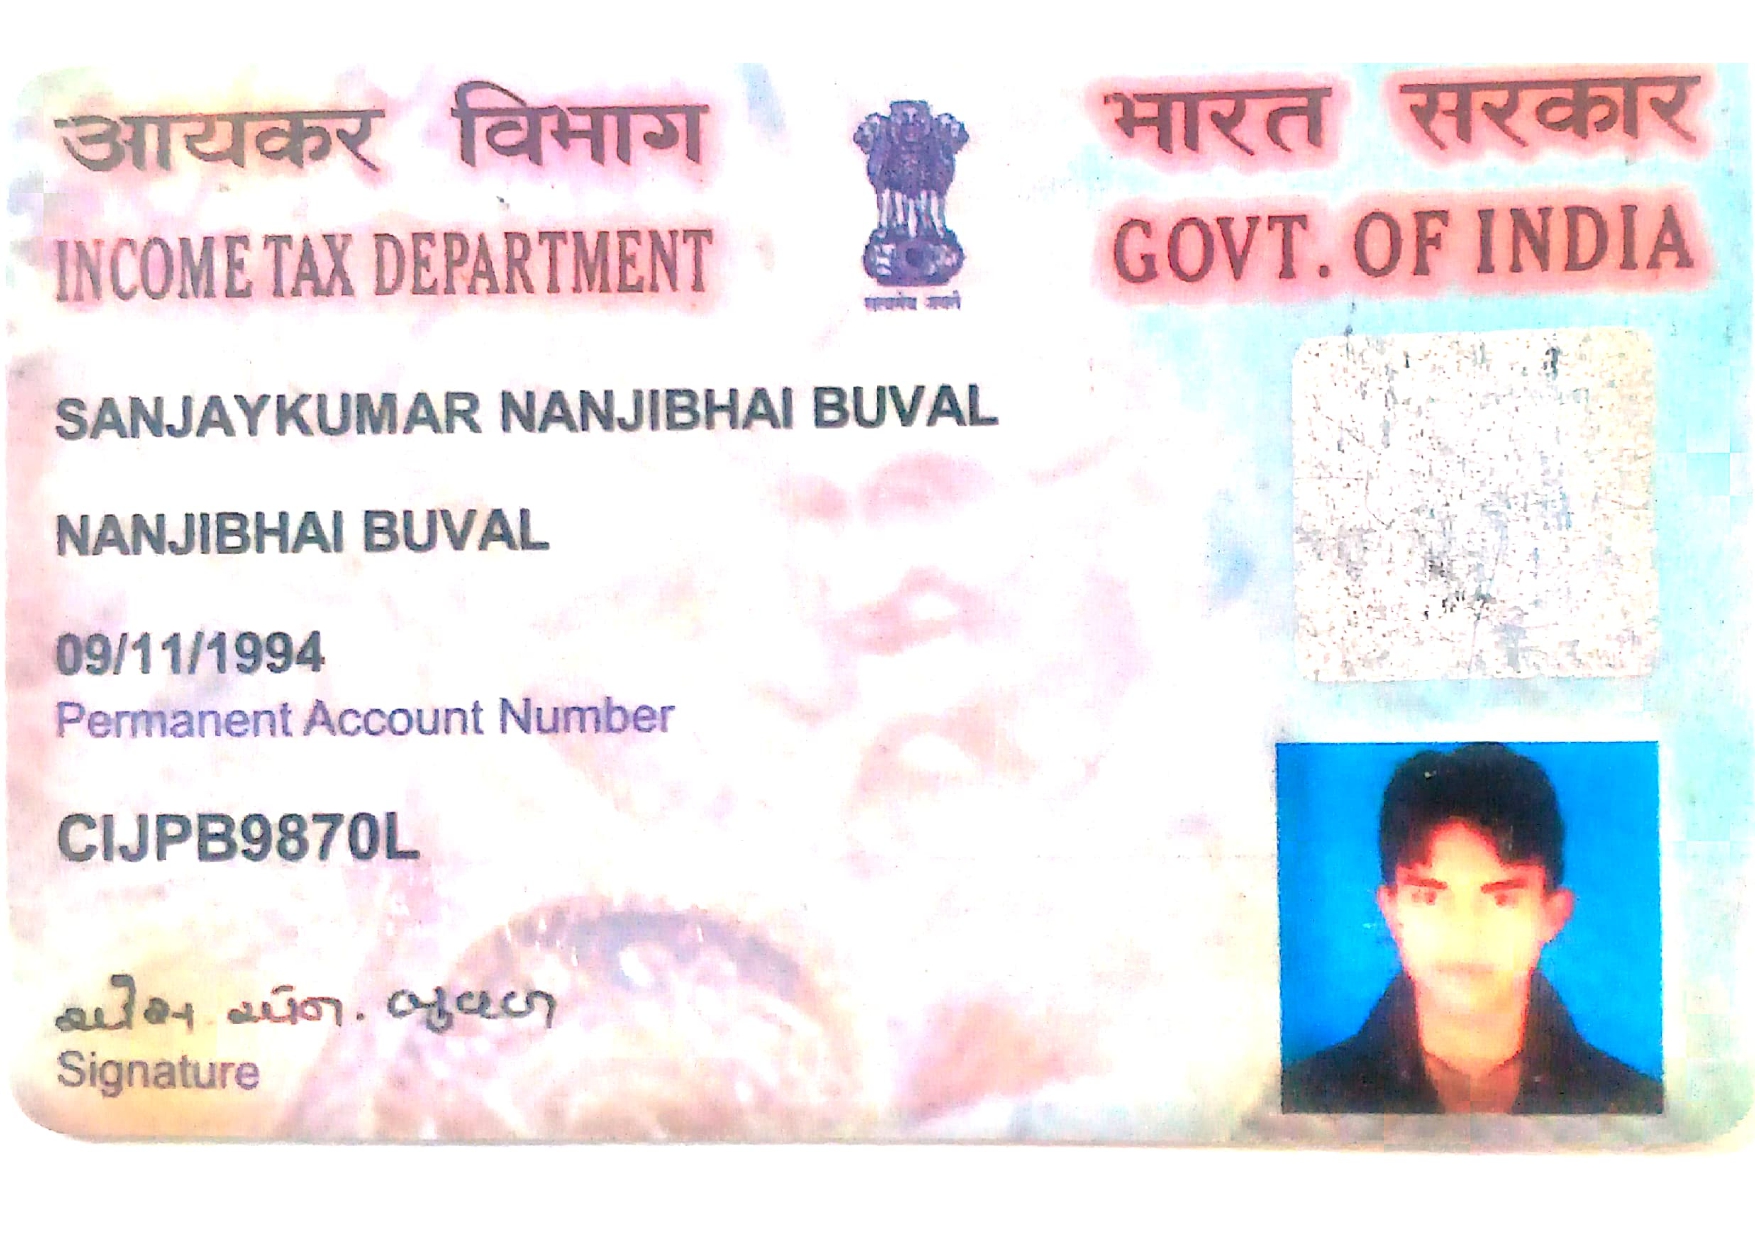 आयकर विभाग
INCOME TAX DEPARTMENT
सत्यमेव जयते
भारत सरकार
GOVT. OF INDIA
SANJAYKUMAR NANJIBHAI BUVAL
NANJIBHAI BUVAL
09/11/1994
Permanent Account Number
CIJPB9870L
Signature